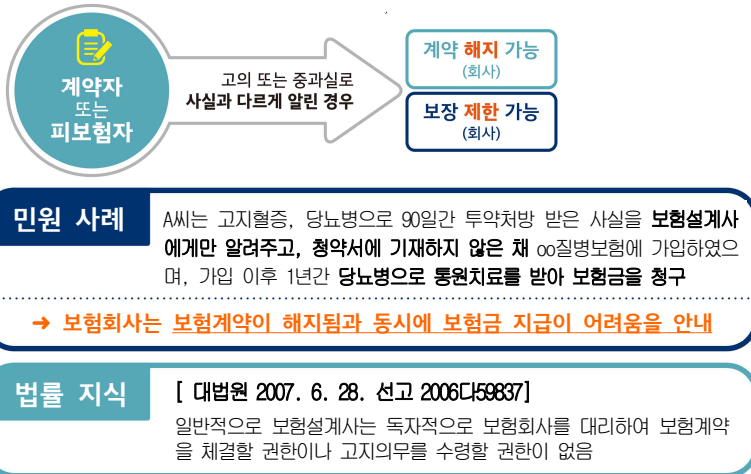 계약자
또는
피보험자
고의 또는 중과실로
사실과 다르게 알린 경우
계약 해지 가능
(회사)
보장 제한 가능
(회사)
민원 사례
A씨는 고지혈증, 당뇨병으로 90일간 투약처방 받은 사실을 보험설계사
에게만 알려주고, 청약서에 기재하지 않은 채 oo질병보험에 가입하였으
며, 가입 이후 1년간 당뇨병으로 통원치료를 받아 보험금을 청구
➜ 보험회사는 보험계약이 해지됨과 동시에 보험금 지급이 어려움을 안내
법률 지식
[ 대법원 2007. 6. 28. 선고 2006다59837]
일반적으로 보험설계사는 독자적으로 보험회사를 대리하여 보험계약
을 체결할 권한이나 고지의무를 수령할 권한이 없음